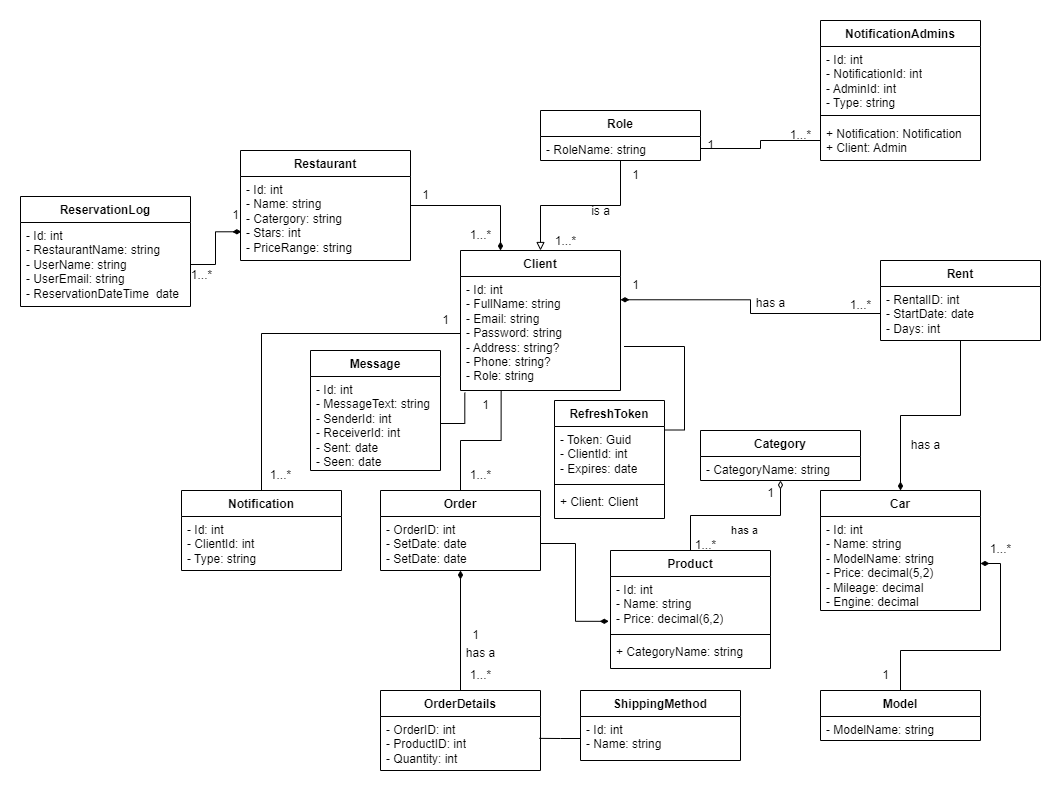 NotificationAdmins
- Id: int
- NotificationId: int
- AdminId: int
- Type: string
+ Notification: Notification
+ Client: Admin
Role
- RoleName: string
1
1...*
1
is a
1...*
Restaurant
- Id: int
- Name: string
- Catergory: string
- Stars: int
- PriceRange: string
1
1...*
ReservationLog
- Id: int
- RestaurantName: string
- UserName: string
- UserEmail: string
- ReservationDateTime  date
1
1...*
Client
- Id: int
- FullName: string
- Email: string
- Password: string
- Address: string?
- Phone: string?
- Role: string
1
has a
1...*
Rent
- RentalID: int
- StartDate: date
- Days: int
1
Message
- Id: int
- MessageText: string
- SenderId: int
- ReceiverId: int
- Sent: date
- Seen: date
1
RefreshToken
- Token: Guid
- ClientId: int
- Expires: date
+ Client: Client
Category
- CategoryName: string
has a
1...*
1...*
1
Notification
- Id: int
- ClientId: int
- Type: string
Order
- OrderID: int
- SetDate: date
- SetDate: date
has a
1...*
Product
- Id: int
- Name: string
- Price: decimal(6,2)
+ CategoryName: string
Car
- Id: int
- Name: string
- ModelName: string
- Price: decimal(5,2)
- Mileage: decimal
- Engine: decimal
1...*
1
has a
1...*
1
OrderDetails
- OrderID: int
- ProductID: int
- Quantity: int
ShippingMethod
- Id: int
- Name: string
Model
- ModelName: string